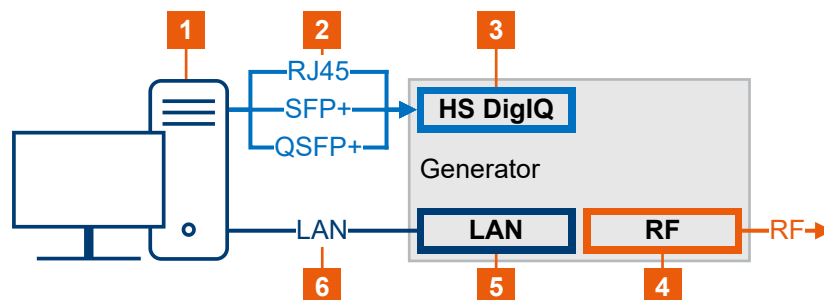 1
2
3
RJ45
SFP+
QSFP+
HS DigIQ
Generator
LAN
LAN
RF
RF
6
5
4